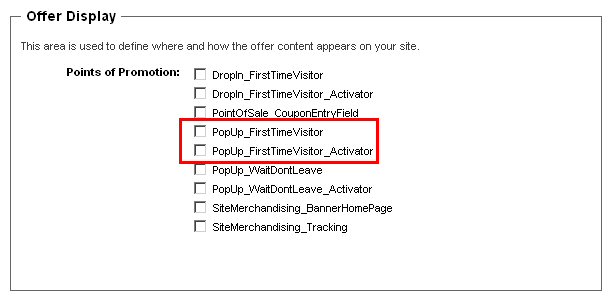 Offer Display
This area is used to define where and how the offer content appears on your site.
Points of Promotion:
DropIn_FirstTimeVisitor
DropIn_FirstTimeVisitor_Activator
PointOfSale_CouponEntryField
PopUp_FirstTimeVisitor
PopUp_FirstTimeVisitor_Activator
PopUp_WaitDontLeave
PopUp_WaitDontLeave_Activator
SiteMerchandising_BannerHomePage
SiteMerchandising_Tracking